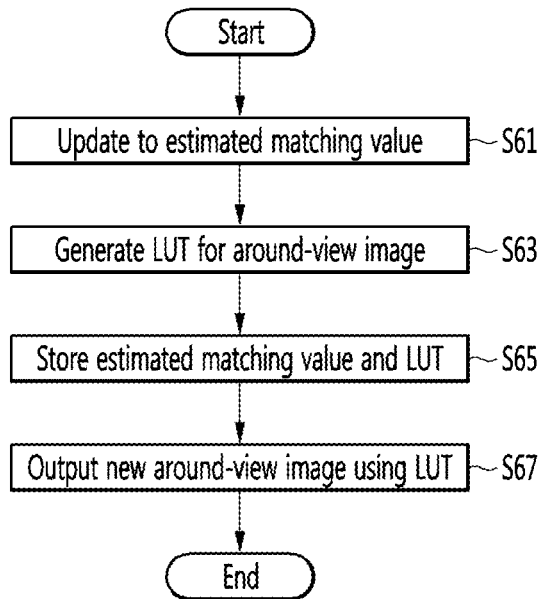 Start
Update to estimated matching value
S61
Generate LUT for around-view image
S63
Store estimated matching value and LUT
S65
Output new around-view image using LUT
S67
End